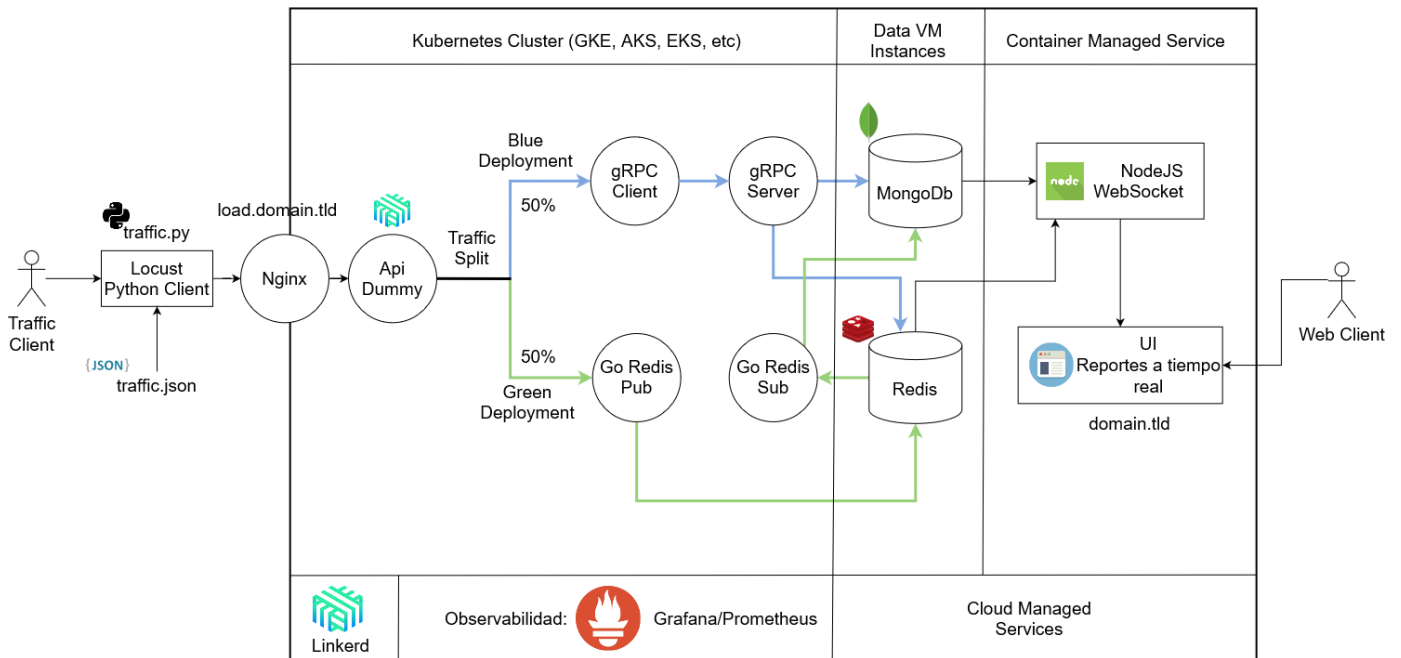 Kubernetes Cluster (GKE, AKS, EKS, etc)
Data VM
Instances
Container Managed Service
Blue
Deployment
50%
gRPC
Client
gRPC
Server
MongoDb
node
NodeJS
WebSocket
load.domain.tld
traffic.py
Locust
Python Client
Nginx
Api
Dummy
Traffic
Split
Traffic
Client
{JSON}
traffic.json
50%
Green
Deployment
Go Redis
Pub
Go Redis
Sub
Redis
UI
Reportes a tiempo
real
domain.tld
Web Client
Linkerd
Observabilidad:
Grafana/Prometheus
Cloud Managed
Services